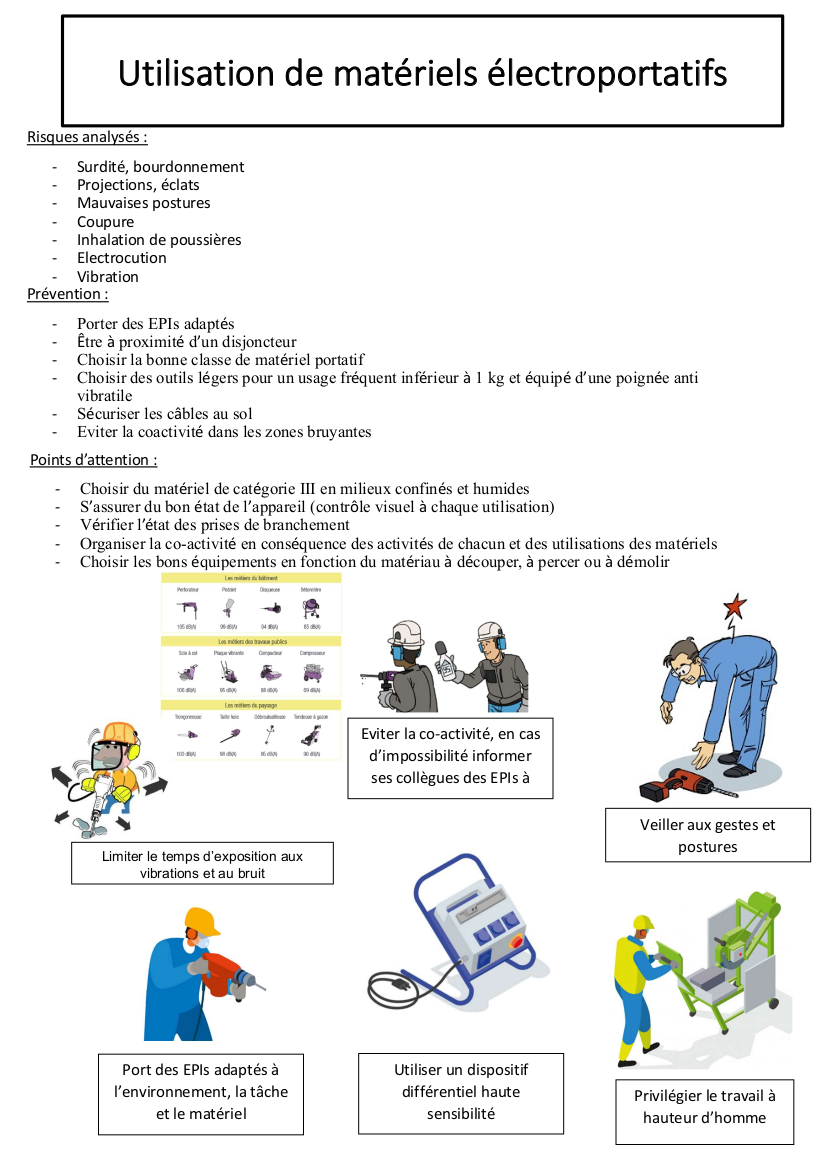 Utilisation de matériels électroportatifs
Risques analysés :
- Surdité, bourdonnement
- Projections, éclats
- Mauvaises postures
- Coupure
- Inhalation de poussières
- Electrocution
- Vibration
Prévention :
- Porter des EPIs adaptés
- Être à proximité d’un disjoncteur
- Choisir la bonne classe de matériel portatif
- Choisir des outils légers pour un usage fréquent inférieur à 1 kg et équipé d’une poignée anti
vibratile
- Sécuriser les câbles au sol
- Eviter la coactivité dans les zones bruyantes
Points d’attention :
- Choisir du matériel de catégorie III en milieux confinés et humides
- S’assurer du bon état de l’appareil (contrôle visuel à chaque utilisation)
- Vérifier l’état des prises de branchement
- Organiser la co-activité en conséquence des activités de chacun et des utilisations des matériels
- Choisir les bons équipements en fonction du matériau à découper, à percer ou à démolir
Les métiers du bâtiment
Perforateur Pistolet Disqueuse Bétonnière
105 dB(A) 99 dB(A) 94 dB(A) 85 dB(A)
Les métiers des travaux publics
Scie à sol Plaque vibrante Compacteur Compresseur
106 dB(A) 95 dB(A) 88 dB(A) 69 dB(A)
Les métiers du paysage
Tronçonneuse Taille haie Débroussailleuse Tondeuse à gazon
103 dB(A) 98 dB(A) 95 dB(A) 90 dB(A)
Eviter la co-activité, en cas
d’impossibilité informer
ses collègues des EPIs à
Veiller aux gestes et
postures
Limiter le temps d’exposition aux
vibrations et au bruit
Port des EPIs adaptés à
l’environnement, la tâche
et le matériel
Utiliser un dispositif
différentiel haute
sensibilité
Privilégier le travail à
hauteur d’homme